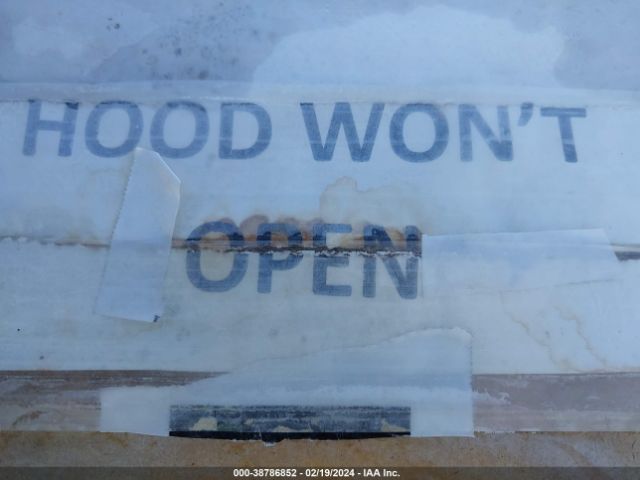 HOOD WON'T
OPEN
000-38786852 - 02/19/2024 - IAA Inc.